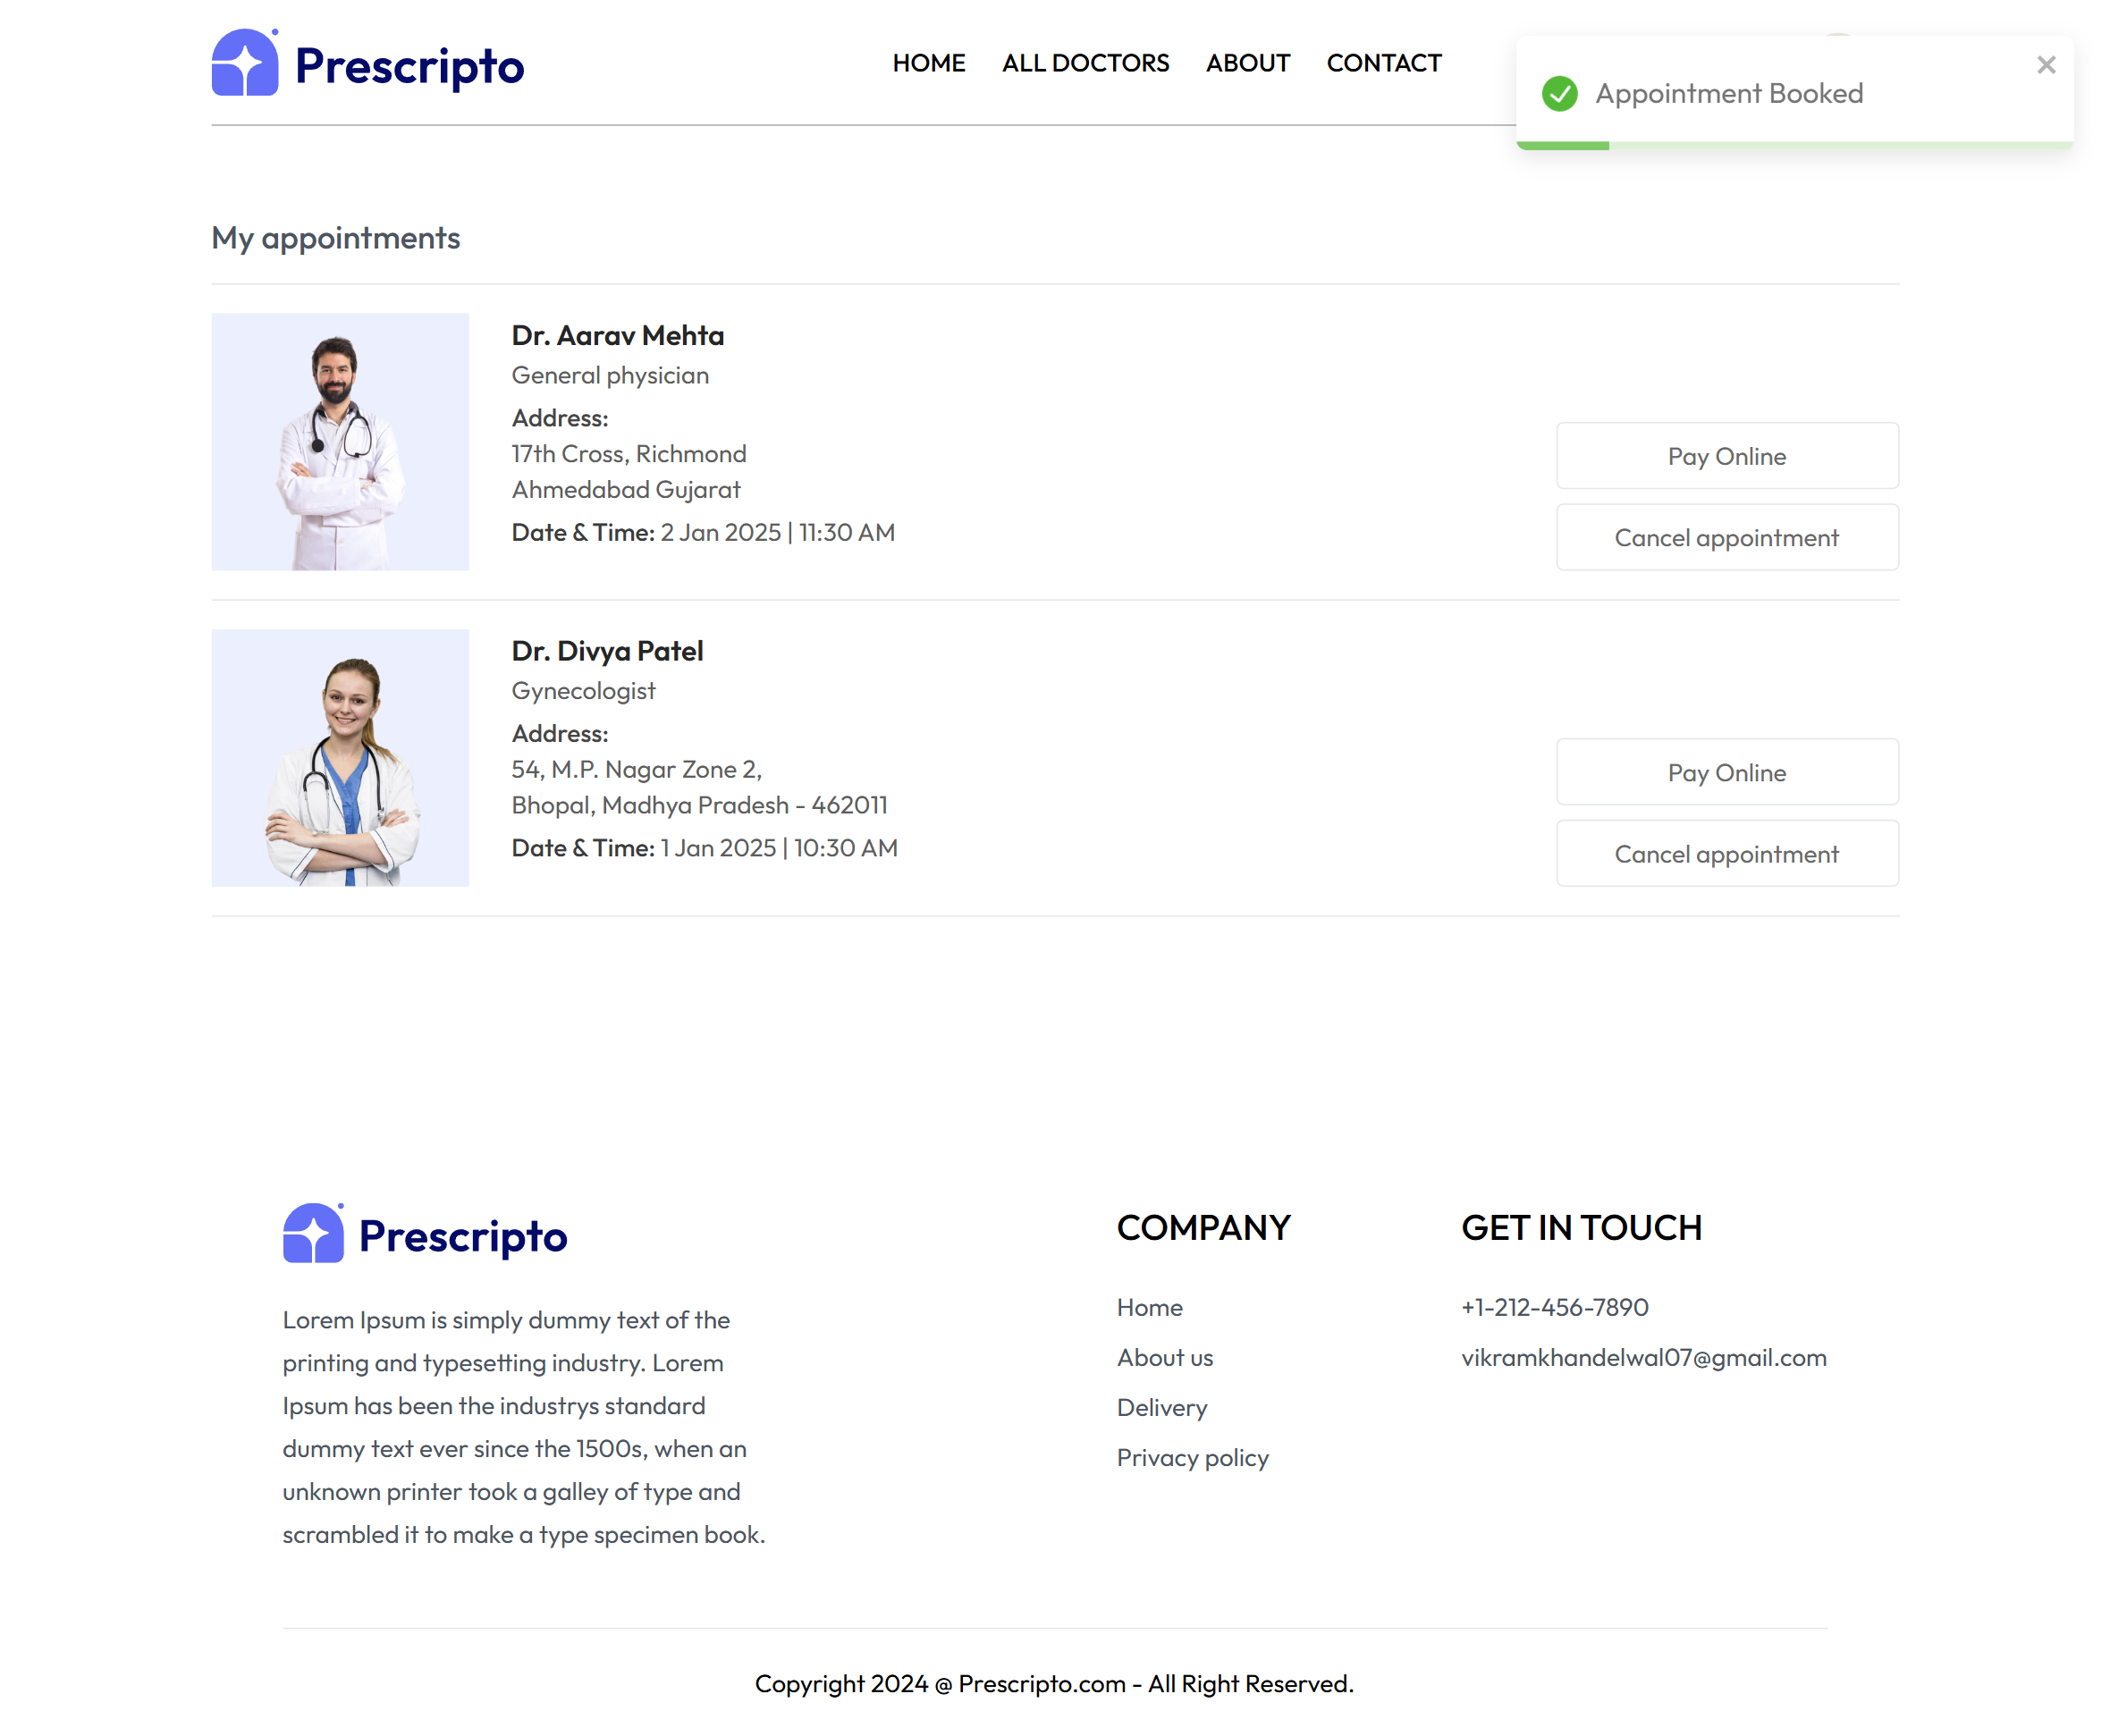 Prescripto
HOME ALL DOCTORS ABOUT CONTACT
Appointment Booked
My appointments
Dr. Aarav Mehta
General physician
Address:
17th Cross, Richmond
Ahmedabad Gujarat
Date & Time: 2 Jan 2025 | 11:30 AM
Pay Online
Cancel appointment
Dr. Divya Patel
Gynecologist
Address:
54, M.P. Nagar Zone 2,
Bhopal, Madhya Pradesh - 462011
Date & Time: 1 Jan 2025 | 10:30 AM
Pay Online
Cancel appointment
Prescripto
Lorem Ipsum is simply dummy text of the
printing and typesetting industry. Lorem
Ipsum has been the industrys standard
dummy text ever since the 1500s, when an
unknown printer took a galley of type and
scrambled it to make a type specimen book.
COMPANY
Home
About us
Delivery
Privacy policy
GET IN TOUCH
+1-212-456-7890
vikramkhandelwal07@gmail.com
Copyright 2024 @ Prescripto.com - All Right Reserved.